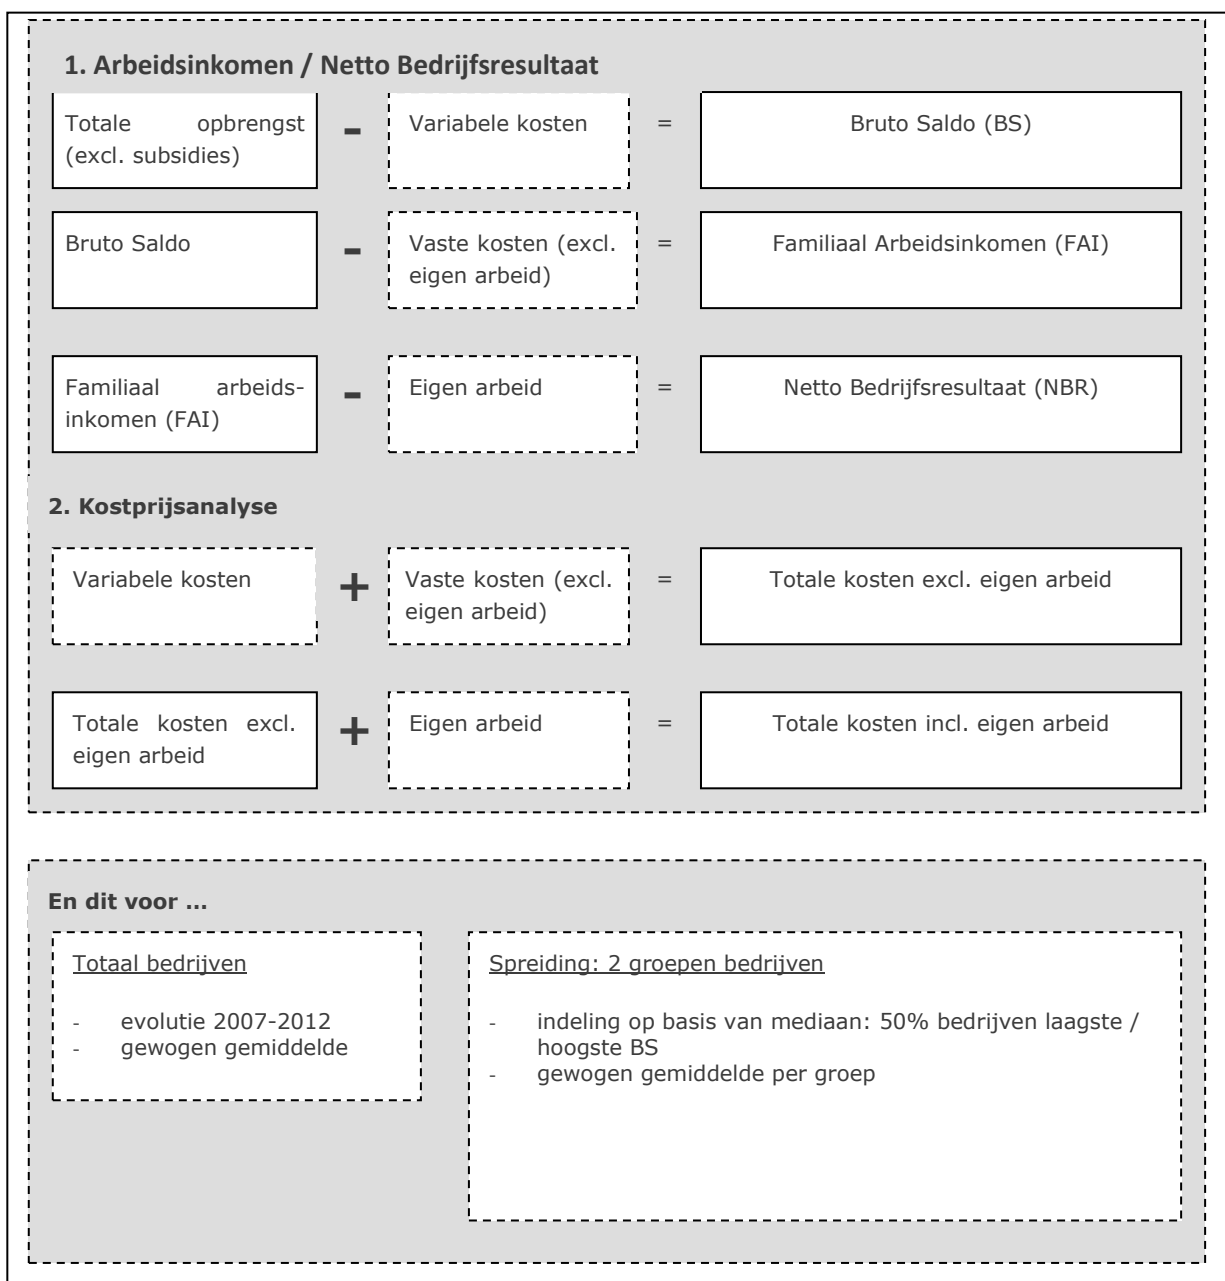 1. Arbeidsinkomen / Netto Bedrijfsresultaat
Totale opbrengst
(excl. subsidies)
-
Variabele kosten
=
Bruto Saldo (BS)
Bruto Saldo
-
Vaste kosten (excl.
eigen arbeid)
=
Familiaal Arbeidsinkomen (FAI)
Familiaal arbeids-
inkomen (FAI)
-
Eigen arbeid
=
Netto Bedrijfsresultaat (NBR)
2. Kostprijsanalyse
Variabele kosten
+
Vaste kosten (excl.
eigen arbeid)
=
Totale kosten excl. eigen arbeid
Totale kosten excl.
eigen arbeid
+
Eigen arbeid
=
Totale kosten incl. eigen arbeid
En dit voor ...
Totaal bedrijven
- evolutie 2007-2012
- gewogen gemiddelde
Spreiding: 2 groepen bedrijven
- indeling op basis van mediaan: 50% bedrijven laagste /
hoogste BS
- gewogen gemiddelde per groep